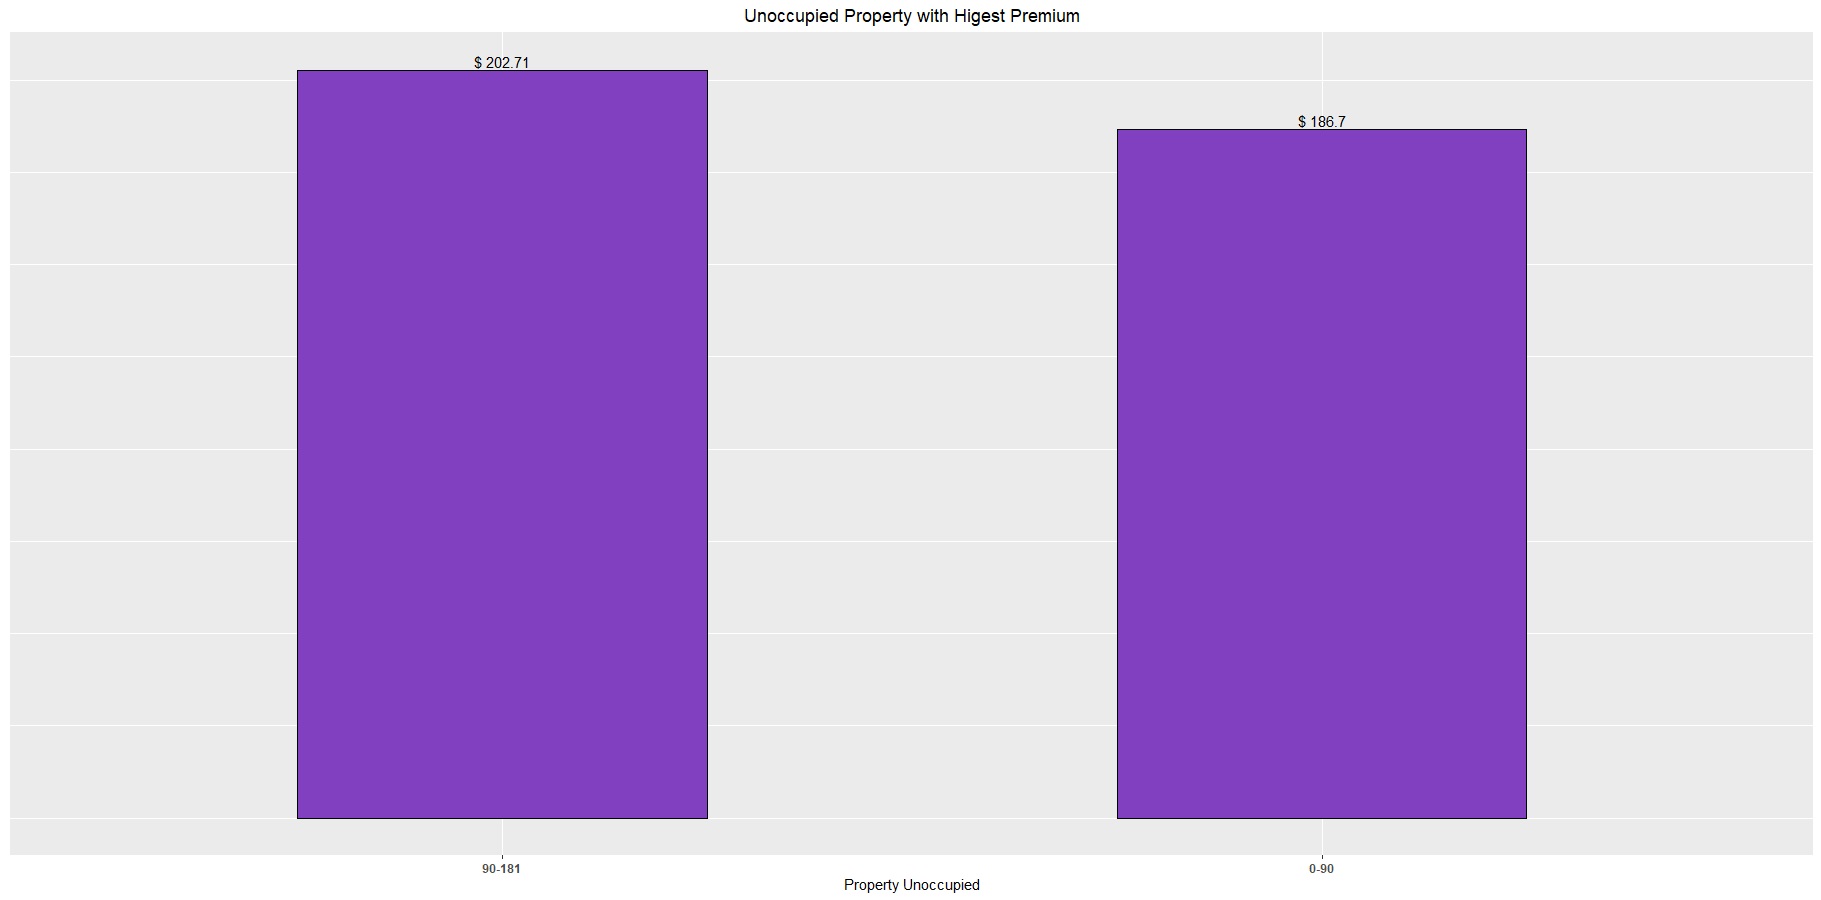 Unoccupied Property with Higest Premium
$ 202.71
$ 186.7
90-181
0-90
Property Unoccupied